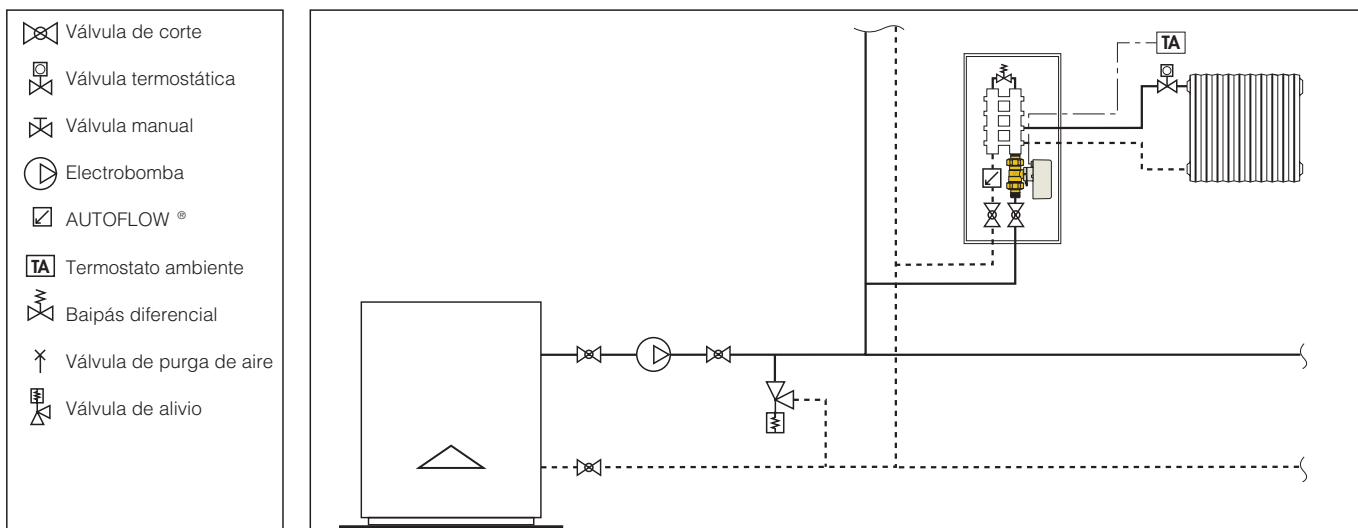 Válvula de corte
Válvula termostática
Válvula manual
Electrobomba
AUTOFLOW ®
TA Termostato ambiente
Baipás diferencial
Válvula de purga de aire
Válvula de alivio
TA